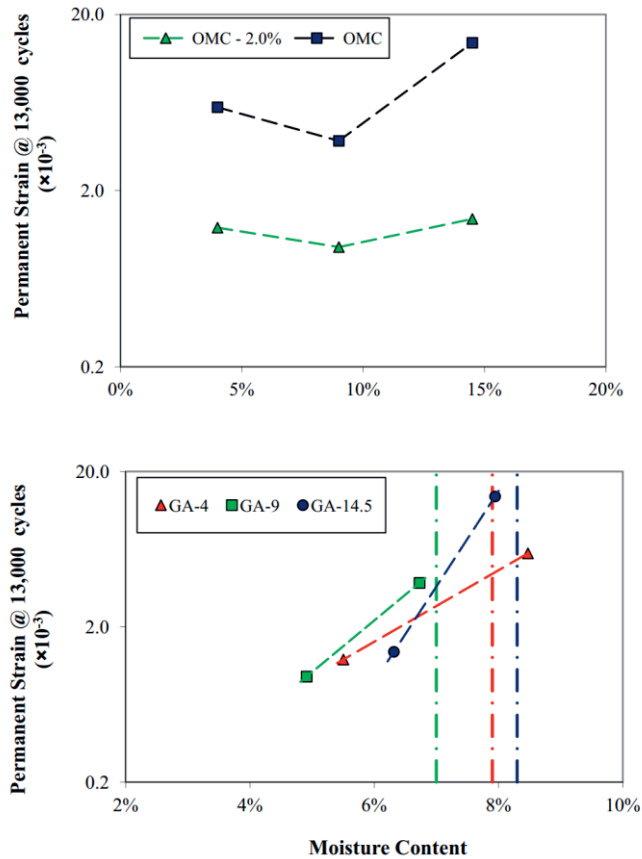 20.0
OMC - 2.0% OMC
2.0
0.2
0% 5% 10% 15% 20%
Permanent Strain @ 13,000 cycles
(×10-³)
20.0
GA-4 GA-9 GA-14.5
2.0
0.2
2% 4% 6% 8% 10%
Permanent Strain @ 13,000 cycles
(×10-³)
Moisture Content